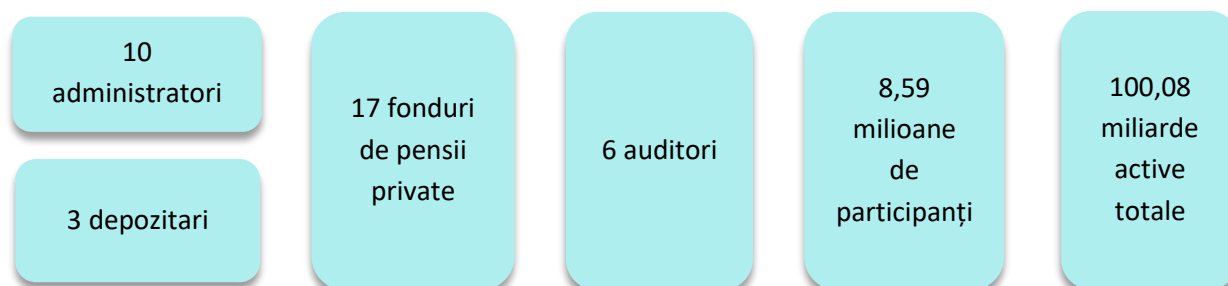 10
administratori
3 depozitari
17 fonduri
de pensii
private
6 auditori
8,59
milioane
de
participanți
100,08
miliarde
active
totale